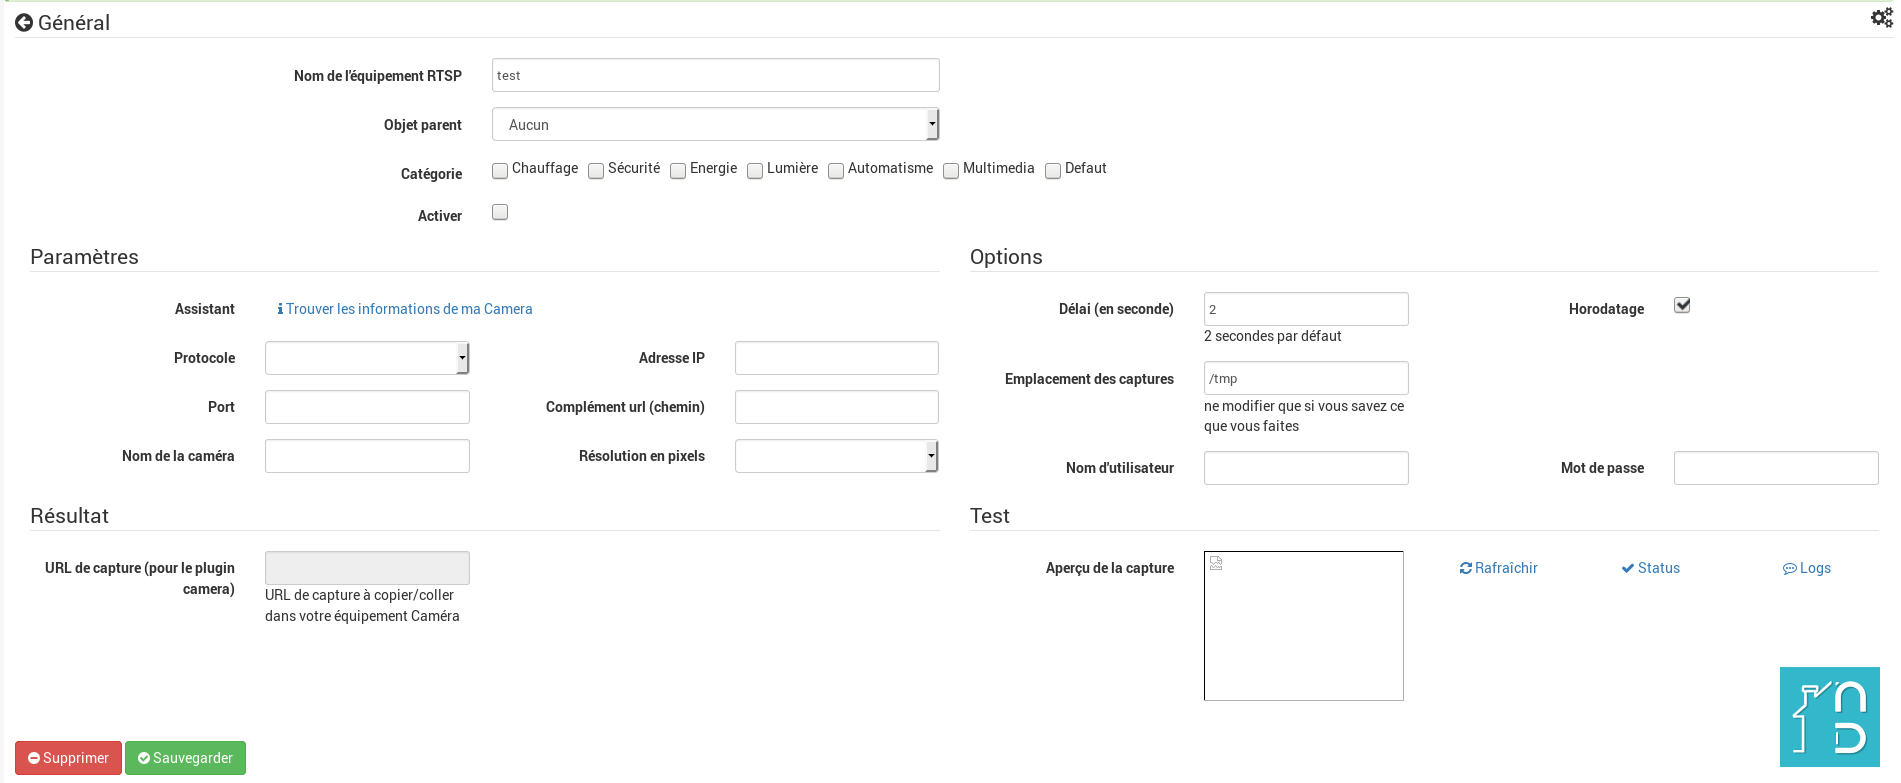 Général
Nom de l'équipement RTSP test
Objet parent Aucun
Catégorie Chauffage Sécurité Energie Lumière Automatisme Multimedia Defaut
Activer
Paramètres Options
Assistant Trouver les informations de ma Camera Délai (en seconde) 2 Horodatage
2 secondes par défaut
Protocole Adresse IP
Emplacement des captures /tmp
Port Complément url (chemin) ne modifier que si vous savez ce
que vous faites
Nom de la caméra Résolution en pixels Nom d'utilisateur Mot de passe
Résultat Test
URL de capture (pour le plugin Aperçu de la capture Rafraîchir Status Logs
camera)
URL de capture à copier/coller
dans votre équipement Caméra
Supprimer Sauvegarder